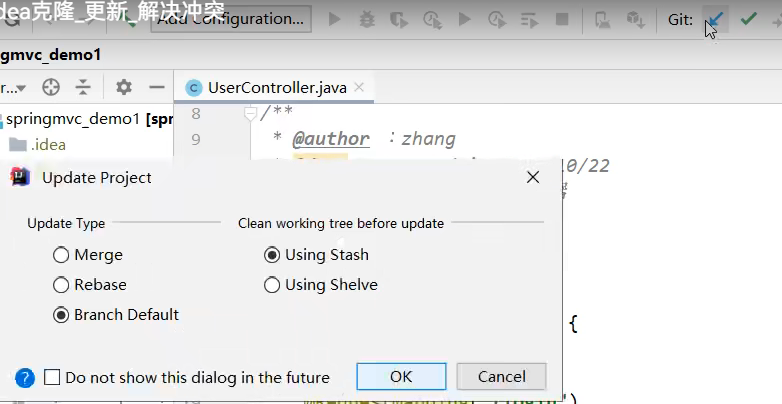 dea克隆_更新_解决冲突
Add Configuration...
Git:
ngmvc_demo1
r...
UserController.java
springmvc_demo1 [spr
.idea
8
/**
9
* @author ：zhang
0/22
Update Project
Update Type
Clean working tree before update
Merge
Using Stash
Rebase
Using Shelve
Branch Default
{
Do not show this dialog in the future
OK
Cancel